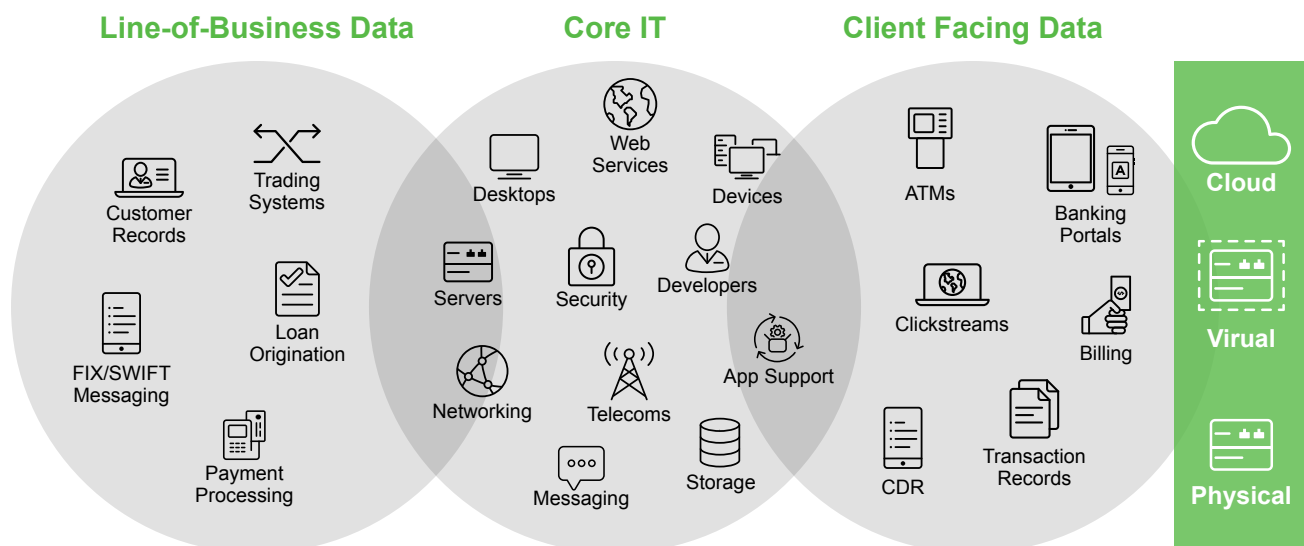 Line-of-Business Data
Core IT
Client Facing Data
Trading
Systems
Customer
Records
FIX/SWIFT
Messaging
Loan
Origination
Payment
Processing
Web
Services
Desktops
Devices
Servers
Security
Developers
Networking
Telecoms
App Support
Messaging
Storage
ATMs
A
Banking
Portals
Clickstreams
Billing
CDR
Transaction
Records
Cloud
Virual
Physical